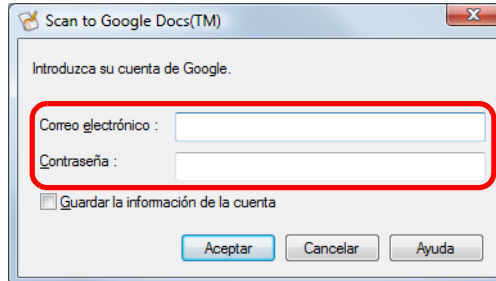 Scan to Google Docs(TM)
Introduzca su cuenta de Google.
Correo electrónico :
Contraseña :
Guardar la información de la cuenta
Aceptar Cancelar Ayuda